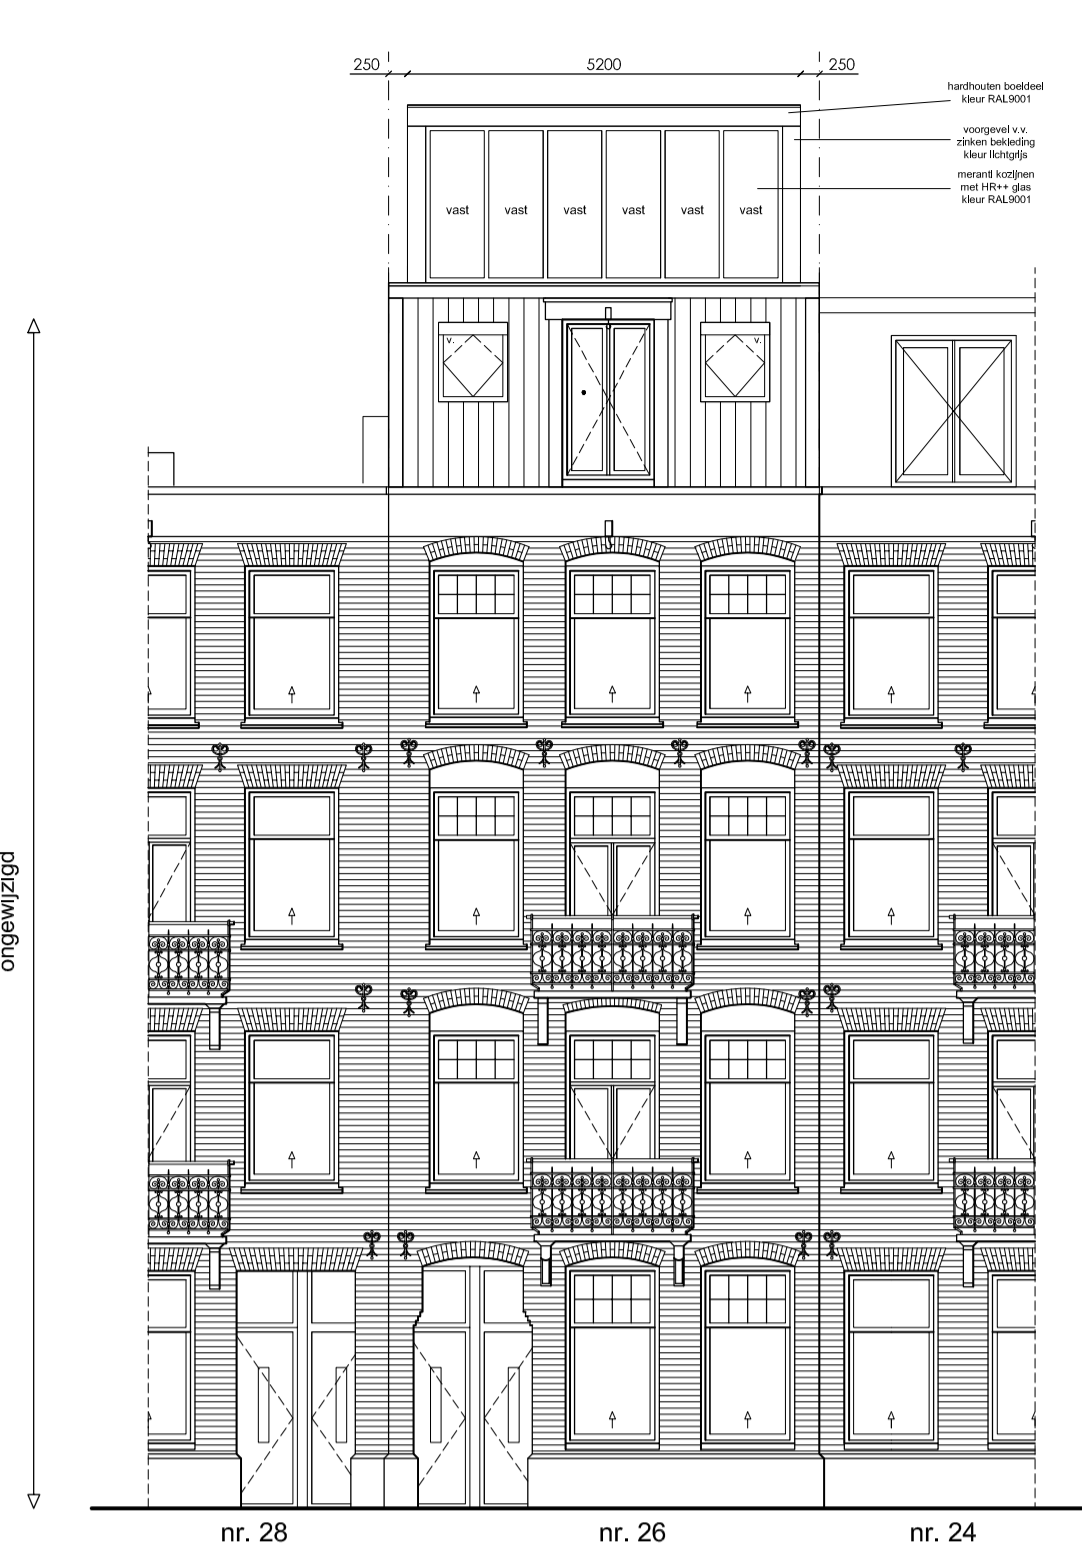 250 5200 250
hardhouten boeldeel
kleur RAL9001
voorgevel v.v.
zinken bekleding
kleur lichtgrijs
meranti kozijnen
met HR++ glas
kleur RAL9001
vast vast vast vast vast vast
v. v.
ongewijzigd
nr. 28 nr. 26 nr. 24